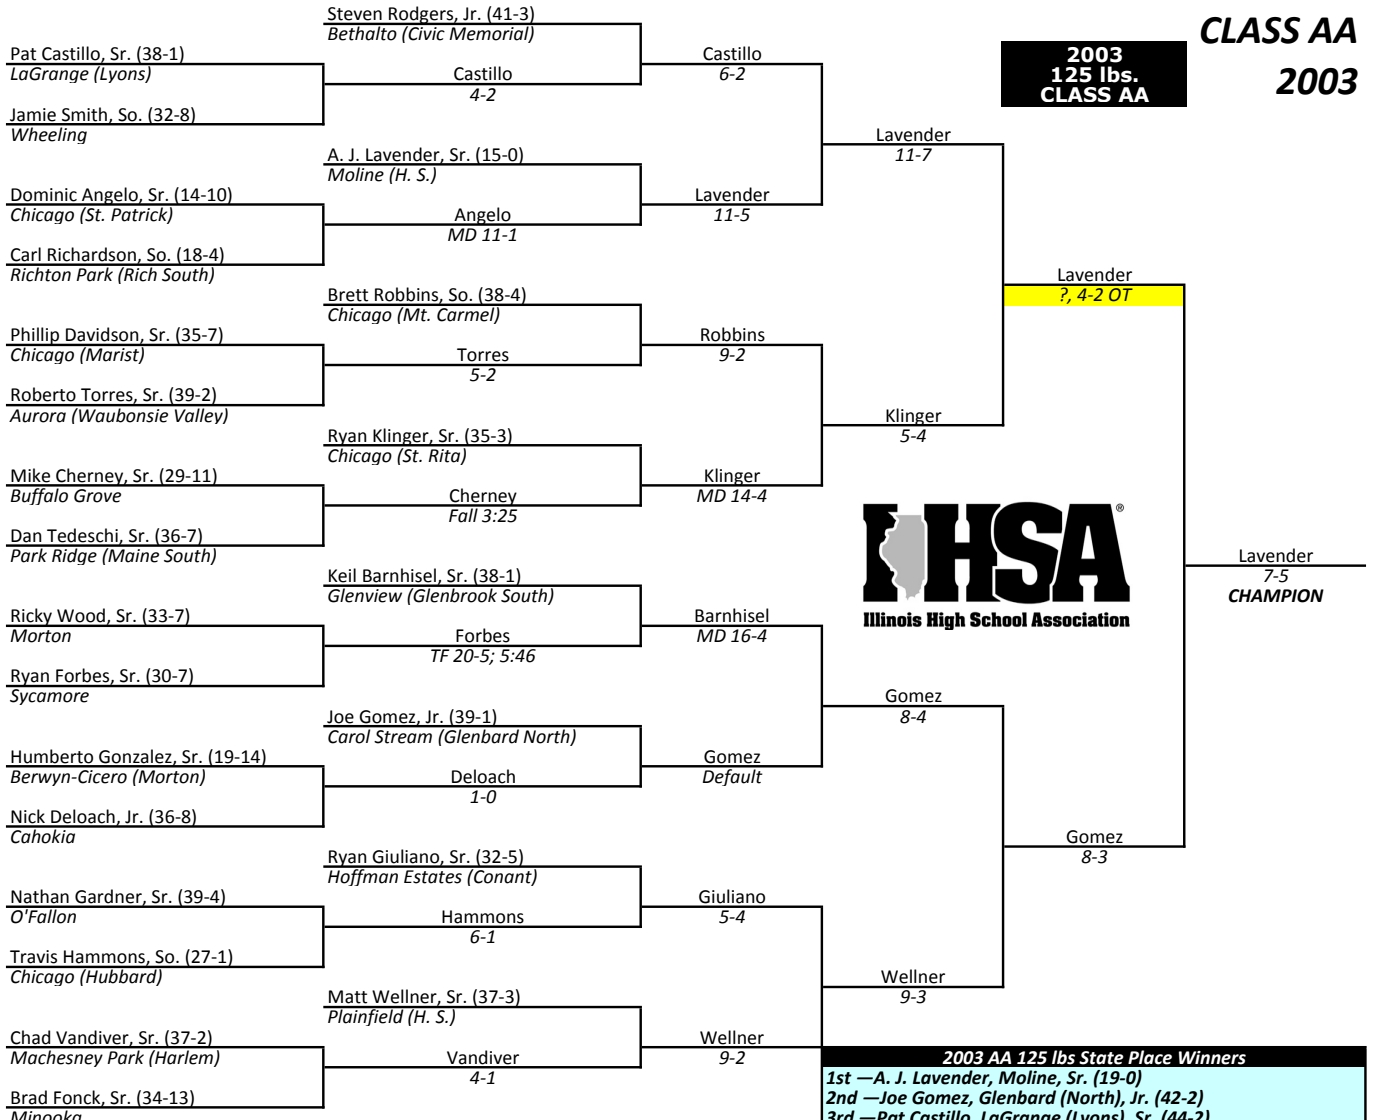 CLASS AA
2003
2003
125 lbs.
CLASS AA
Steven Rodgers, Jr. (41-3)
Bethalto (Civic Memorial)
Pat Castillo, Sr. (38-1)
LaGrange (Lyons)
Castillo
4-2
Castillo
6-2
Jamie Smith, So. (32-8)
Wheeling
Lavender
11-7
A. J. Lavender, Sr. (15-0)
Moline (H. S.)
Dominic Angelo, Sr. (14-10)
Chicago (St. Patrick)
Angelo
MD 11-1
Lavender
11-5
Carl Richardson, So. (18-4)
Richton Park (Rich South)
Lavender
?, 4-2 OT
Brett Robbins, So. (38-4)
Chicago (Mt. Carmel)
Phillip Davidson, Sr. (35-7)
Chicago (Marist)
Torres
5-2
Robbins
9-2
Roberto Torres, Sr. (39-2)
Aurora (Waubonsie Valley)
Klinger
5-4
Ryan Klinger, Sr. (35-3)
Chicago (St. Rita)
Mike Cherney, Sr. (29-11)
Buffalo Grove
Cherney
Fall 3:25
Klinger
MD 14-4
Dan Tedeschi, Sr. (36-7)
Park Ridge (Maine South)
IHSA®
Illinois High School Association
Lavender
7-5
CHAMPION
Keil Barnhisel, Sr. (38-1)
Glenview (Glenbrook South)
Ricky Wood, Sr. (33-7)
Morton
Forbes
TF 20-5; 5:46
Barnhisel
MD 16-4
Ryan Forbes, Sr. (30-7)
Sycamore
Gomez
8-4
Joe Gomez, Jr. (39-1)
Carol Stream (Glenbard North)
Humberto Gonzalez, Sr. (19-14)
Berwyn-Cicero (Morton)
Deloach
1-0
Gomez
Default
Nick Deloach, Jr. (36-8)
Cahokia
Gomez
8-3
Ryan Giuliano, Sr. (32-5)
Hoffman Estates (Conant)
Nathan Gardner, Sr. (39-4)
O'Fallon
Hammons
6-1
Giuliano
5-4
Travis Hammons, So. (27-1)
Chicago (Hubbard)
Wellner
9-3
Matt Wellner, Sr. (37-3)
Plainfield (H. S.)
Chad Vandiver, Sr. (37-2)
Machesney Park (Harlem)
Vandiver
4-1
Wellner
9-2
Brad Fonck, Sr. (34-13)
Minooka
2003 AA 125 lbs State Place Winners
1st —A. J. Lavender, Moline, Sr. (19-0)
2nd —Joe Gomez, Glenbard (North), Jr. (42-2)
3rd —Pat Castillo, LaGrange (Lyons), Sr. (44-2)